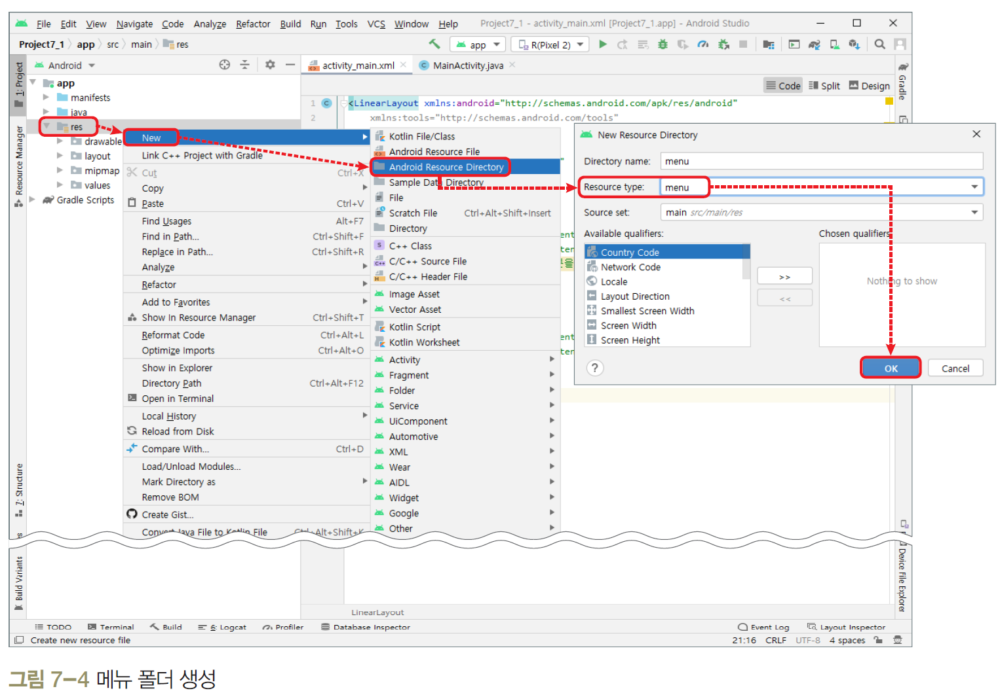 File Edit View Navigate Code Analyze Refactor Build Run Tools VCS Window Help Project7_1 - activity_main.xml [Project7_1.app] - Android Studio
Project7_1 app src main res
app R(Pixel 2)
1: Project
Resource Manager
7: Structure
Build Variants
Android
app
manifests
java
res
drawable
layout
mipmap
values
Gradle Scripts
activity_main.xml MainActivity.java
Code Split Design
Gradle
1 <LinearLayout xmlns:android="http://schemas.android.com/apk/res/android"
2 xmlns:tools="http://schemas.android.com/tools"
New
Link C++ Project with Gradle
Cut Ctrl+X
Copy
Paste Ctrl+V
Find Usages Alt+F7
Find in Path... Ctrl+Shift+F
Replace in Path... Ctrl+Shift+R
Analyze
Refactor
Add to Favorites
Show In Resource Manager Ctrl+Shift+T
Reformat Code Ctrl+Alt+L
Optimize Imports Ctrl+Alt+O
Show in Explorer
Directory Path Ctrl+Alt+F12
Open in Terminal
Local History
Reload from Disk
Compare With... Ctrl+D
Load/Unload Modules...
Mark Directory as
Remove BOM
Create Gist...
Convert Java File to Kotlin File Ctrl+Alt+Shift+K
Kotlin File/Class
Android Resource File
Android Resource Directory
Sample Data Directory
File
Scratch File Ctrl+Alt+Shift+Insert
Directory
C++ Class
C/C++ Source File
C/C++ Header File
Image Asset
Vector Asset
Kotlin Script
Kotlin Worksheet
Activity
Fragment
Folder
Service
UiComponent
Automotive
XML
Wear
AIDL
Widget
Google
Other
"
ent
ter
튼을
ent
ter
New Resource Directory
Directory name: menu
Resource type: menu
Source set: main src/main/res
Available qualifiers: Chosen qualifiers
Country Code
Network Code
Locale
Layout Direction
Smallest Screen Width
Screen Width
Screen Height
>>
<<
Nothing to show
? OK Cancel
Device File Explorer
LinearLayout
TODO Terminal Build 6: Logcat Profiler Database Inspector Event Log Layout Inspector
Create new resource file 21:16 CRLF UTF-8 4 spaces
그림 7-4 메뉴 폴더 생성